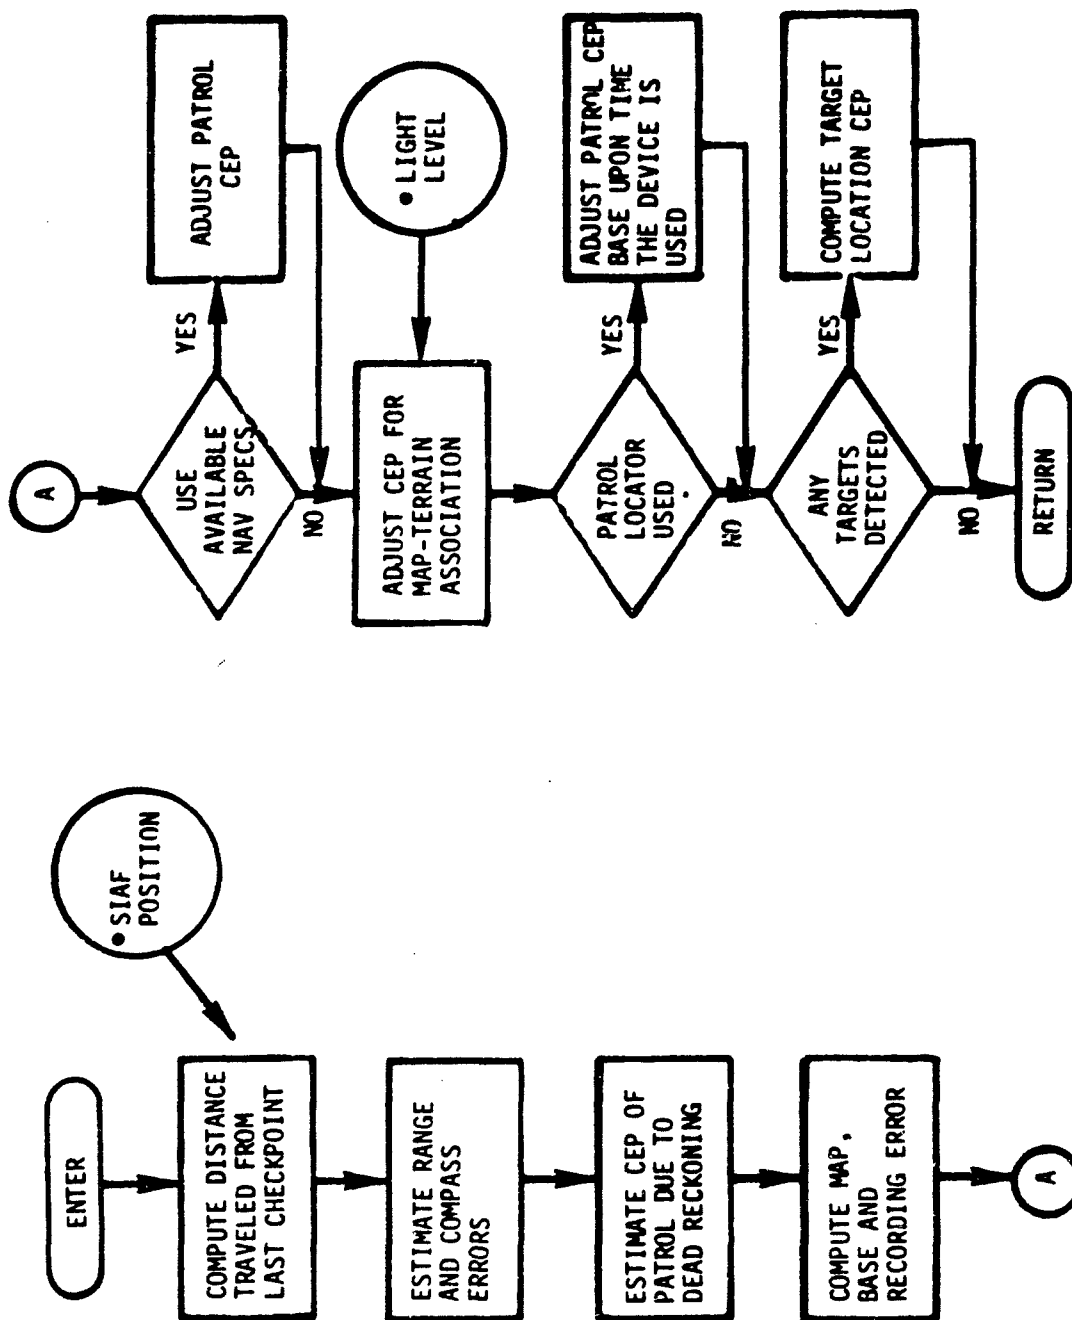 ENTER
• SIAF
POSITION
COMPUTE DISTANCE
TRAVELED FROM
LAST CHECKPOINT
ESTIMATE RANGE
AND COMPASS
ERRORS
ESTIMATE CEP OF
PATROL DUE TO
DEAD RECKONING
COMPUTE MAP,
BASE AND
RECORDING ERROR
A
A
USE
AVAILABLE
NAV SPECS
YES
ADJUST PATROL
CEP
NO
• LIGHT
LEVEL
ADJUST CEP FOR
MAP-TERRAIN
ASSOCIATION
PATROL
LOCATOR
USED
YES
ADJUST PATROL CEP
BASE UPON TIME
THE DEVICE IS
USED
NO
ANY
TARGETS
DETECTED
YES
COMPUTE TARGET
LOCATION CEP
NO
RETURN